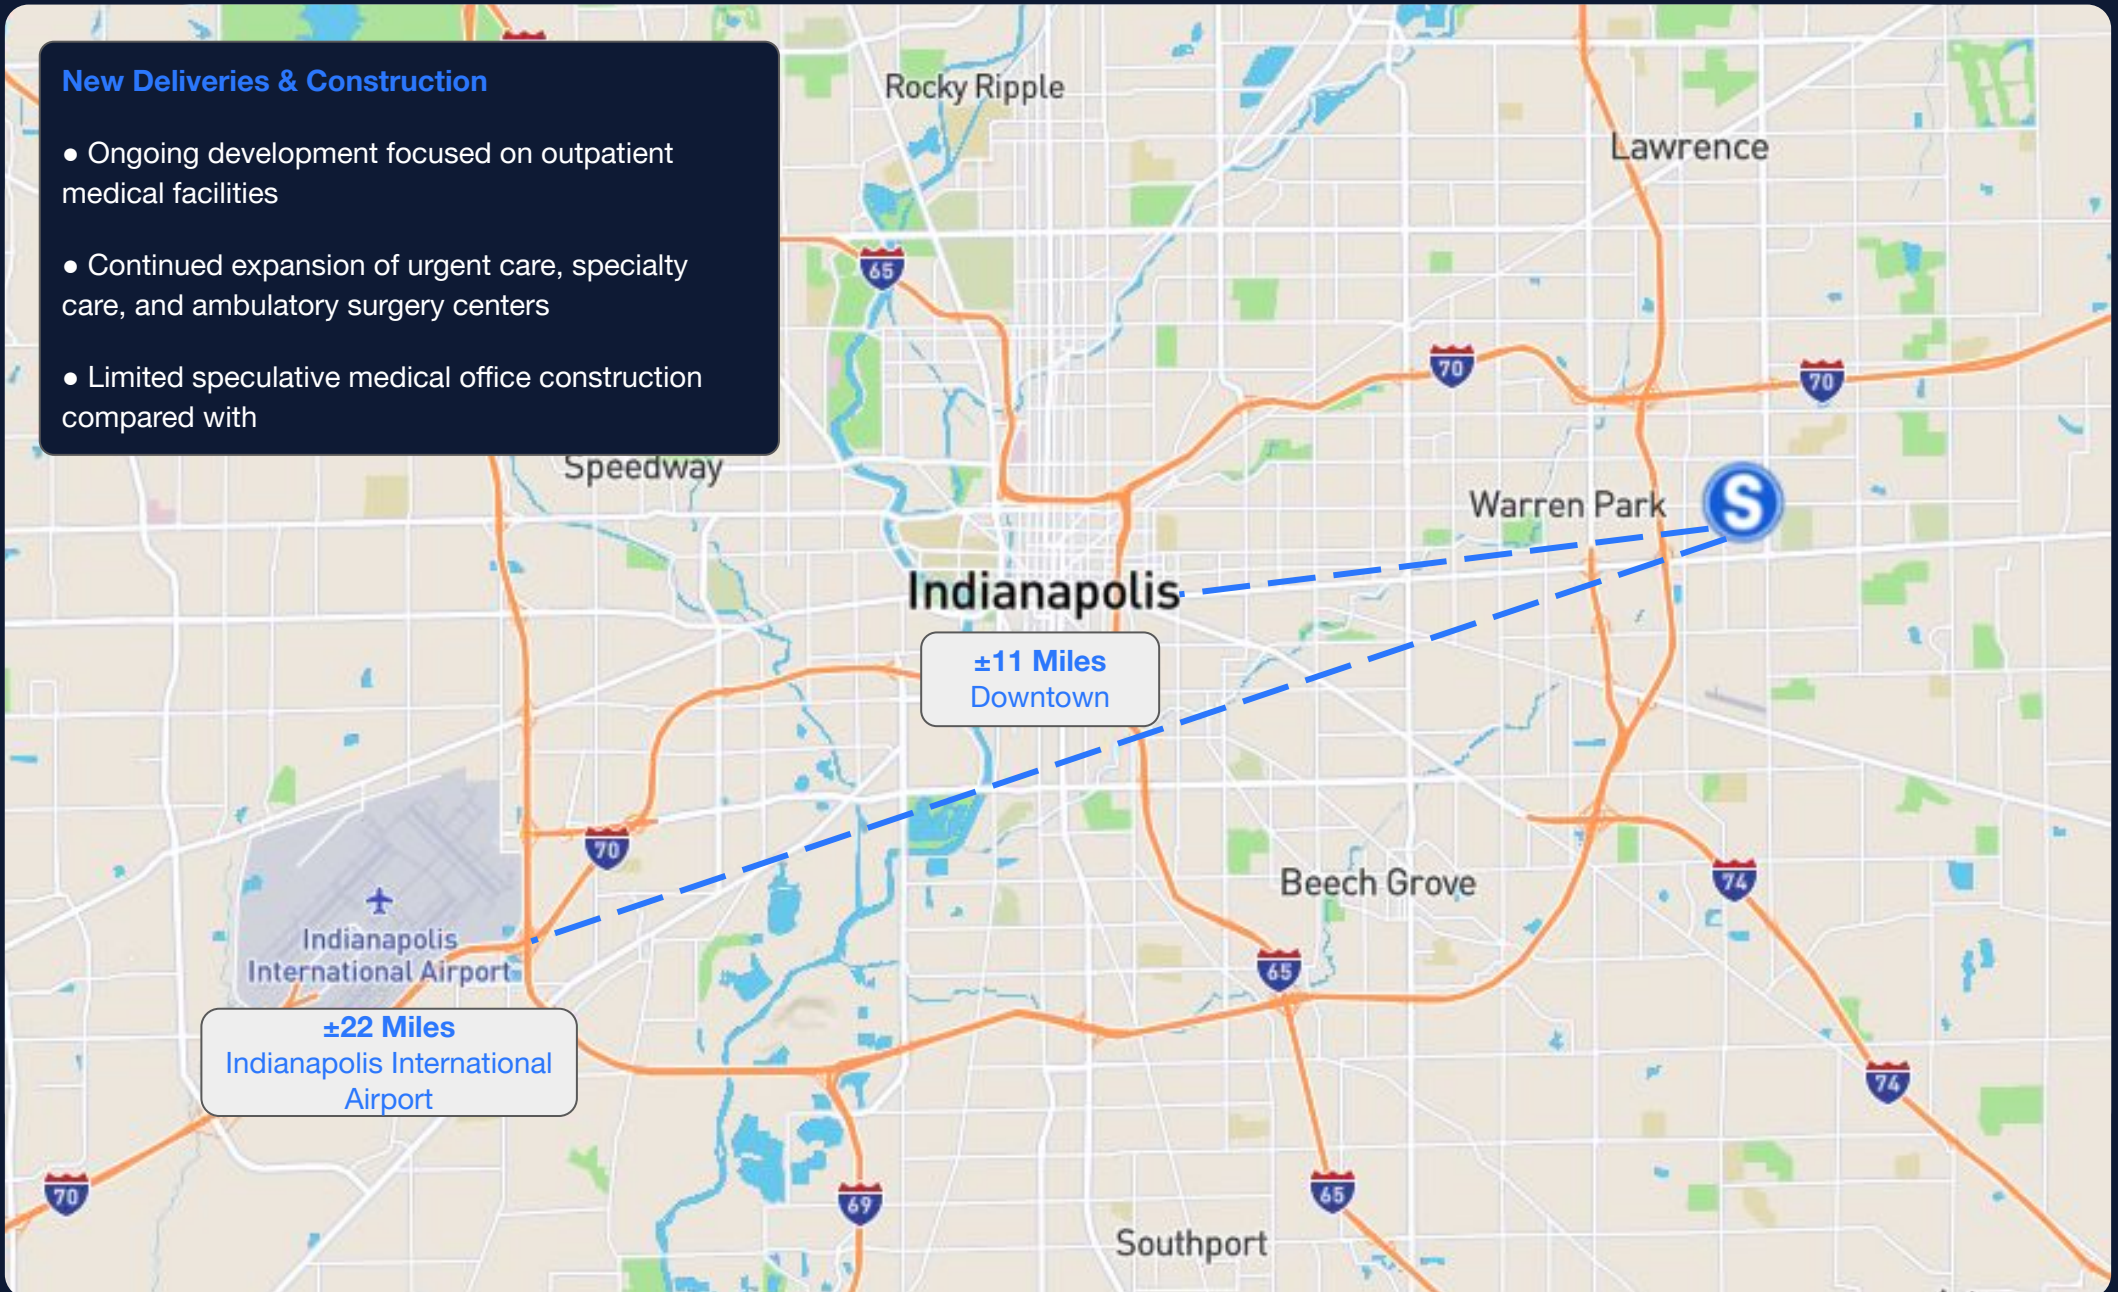 New Deliveries & Construction
● Ongoing development focused on outpatient
medical facilities
● Continued expansion of urgent care, specialty
care, and ambulatory surgery centers
● Limited speculative medical office construction
compared with
Rocky Ripple
Lawrence
65
70
70
Speedway
Warren Park
S
Indianapolis
±11 Miles
Downtown
70
Beech Grove
74
Indianapolis
International Airport
65
±22 Miles
Indianapolis International
Airport
74
70
69
65
Southport